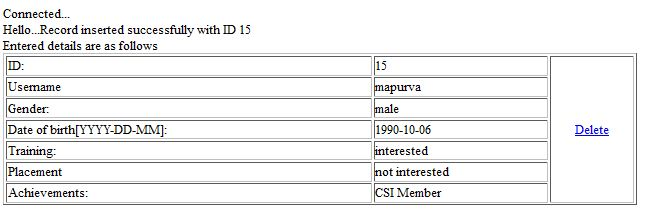 Connected...
Hello...Record inserted successfully with ID 15
Entered details are as follows
ID: 15
Username mapurva
Gender: male
Date of birth[YYYY-DD-MM]: 1990-10-06 Delete
Training: interested
Placement not interested
Achievements: CSI Member